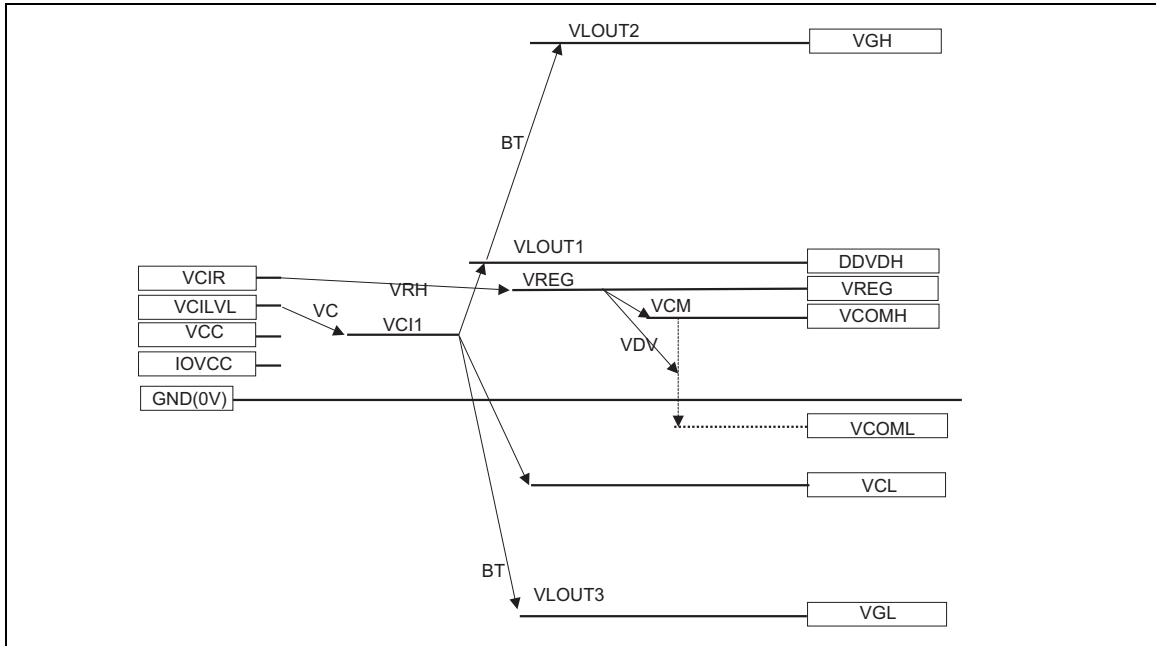 VLOUT2
VGH
BT
VLOUT1
DDVDH
VCIR
VRH
VREG
VREG
VCILVL
VC
VCI1
VCM
VCOMH
VCC
VDV
IOVCC
GND(0V)
VCOML
VCL
BT
VLOUT3
VGL